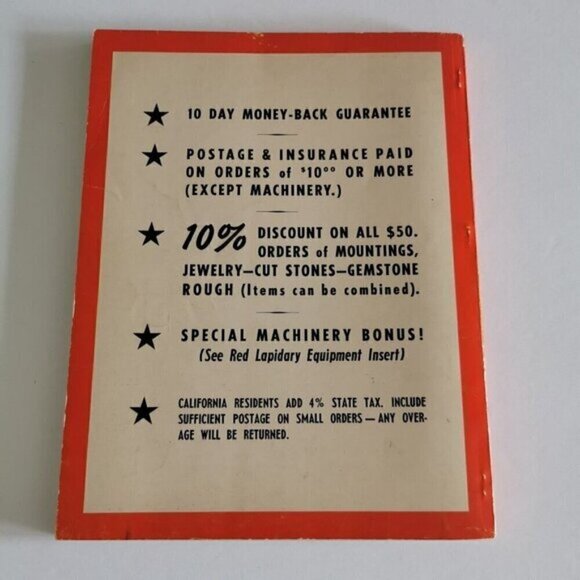 10 DAY MONEY-BACK GUARANTEE
POSTAGE & INSURANCE PAID
ON ORDERS of $10⁰⁰ OR MORE
(EXCEPT MACHINERY.)
10% DISCOUNT ON ALL $50.
ORDERS of MOUNTINGS,
JEWELRY—CUT STONES—GEMSTONE
ROUGH (Items can be combined).
SPECIAL MACHINERY BONUS!
(See Red Lapidary Equipment Insert)
CALIFORNIA RESIDENTS ADD 4% STATE TAX. INCLUDE
SUFFICIENT POSTAGE ON SMALL ORDERS — ANY OVER-
AGE WILL BE RETURNED.